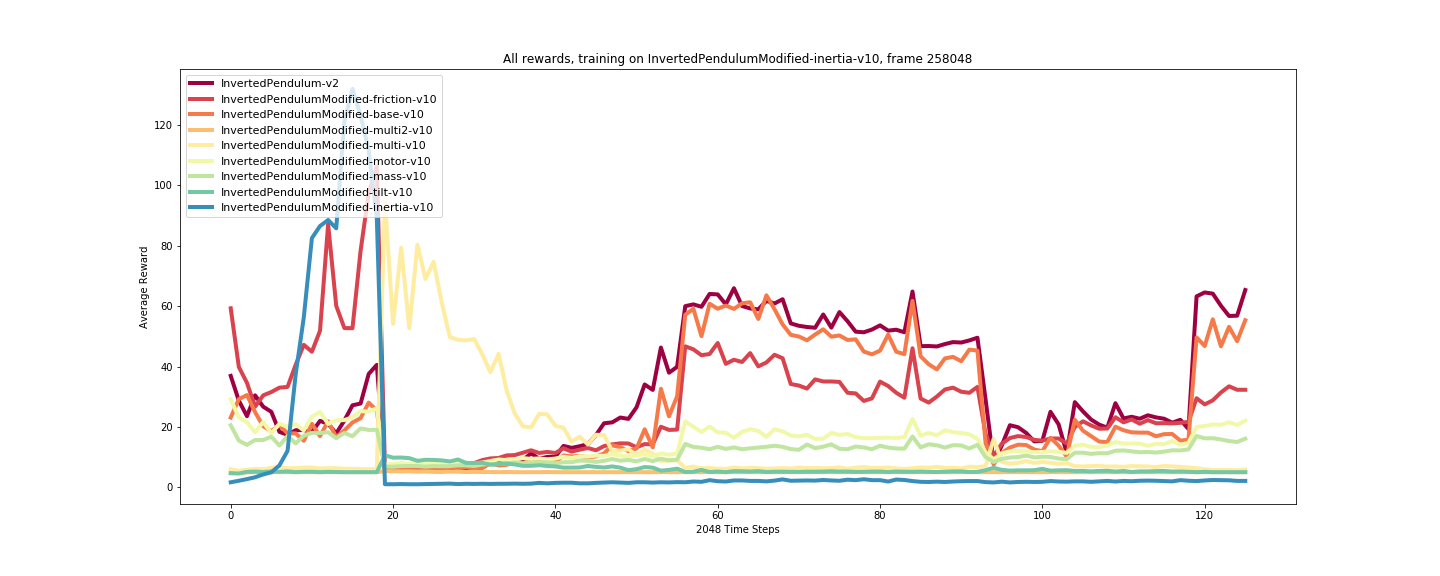 All rewards, training on InvertedPendulumModified-inertia-v10, frame 258048
InvertedPendulum-v2
InvertedPendulumModified-friction-v10
InvertedPendulumModified-base-v10
InvertedPendulumModified-multi2-v10
InvertedPendulumModified-multi-v10
InvertedPendulumModified-motor-v10
InvertedPendulumModified-mass-v10
InvertedPendulumModified-tilt-v10
InvertedPendulumModified-inertia-v10
Average Reward
120
100
80
60
40
20
0
0 20 40 60 80 100 120
2048 Time Steps